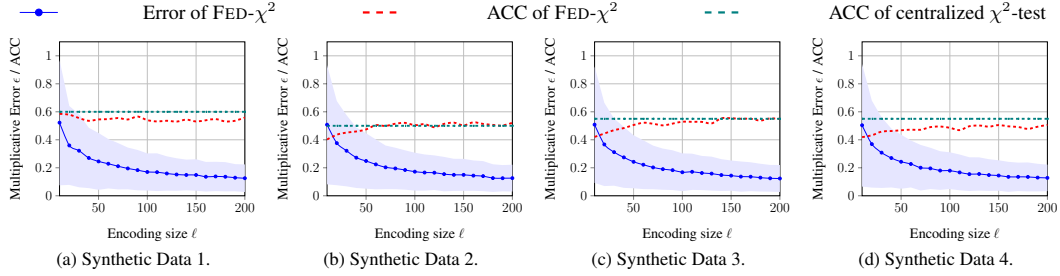 Error of FED-χ² ACC of FED-χ² ACC of centralized χ²-test
Multiplicative Error ϵ / ACC
1
0.8
0.6
0.4
0.2
0
50 100 150 200
Encoding size ℓ
(a) Synthetic Data 1.
Multiplicative Error ϵ / ACC
1
0.8
0.6
0.4
0.2
0
50 100 150 200
Encoding size ℓ
(b) Synthetic Data 2.
Multiplicative Error ϵ / ACC
1
0.8
0.6
0.4
0.2
0
50 100 150 200
Encoding size ℓ
(c) Synthetic Data 3.
Multiplicative Error ϵ / ACC
1
0.8
0.6
0.4
0.2
0
50 100 150 200
Encoding size ℓ
(d) Synthetic Data 4.